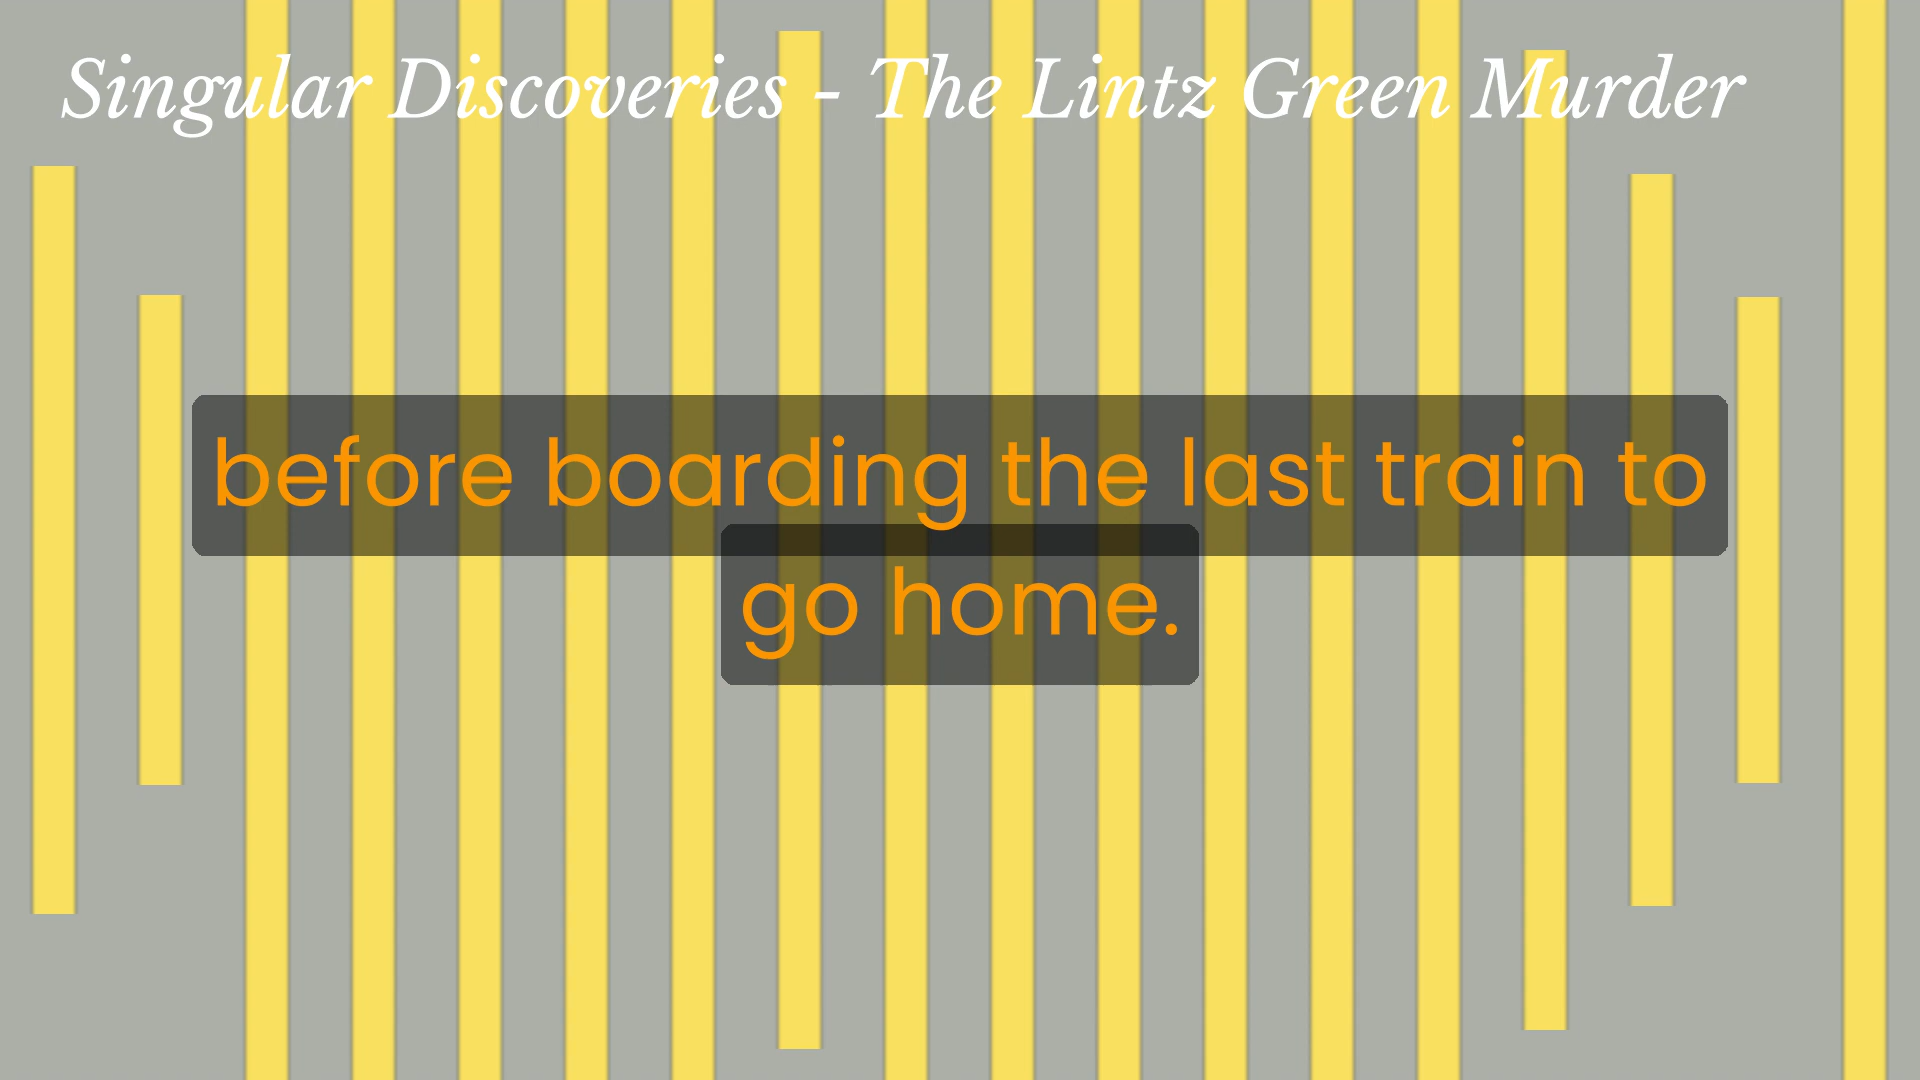 Singular Discoveries - The Lintz Green Murder
before boarding the last train to
go home.